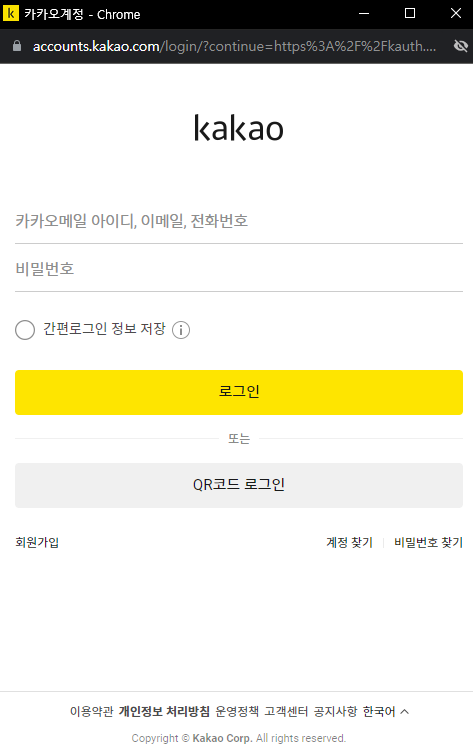 k 카카오계정 - Chrome
accounts.kakao.com/login/?continue=https%3A%2F%2Fkauth....
kakao
카카오메일 아이디, 이메일, 전화번호
비밀번호
간편로그인 정보 저장 i
로그인
또는
QR코드 로그인
회원가입 계정 찾기 | 비밀번호 찾기
이용약관 개인정보 처리방침 운영정책 고객센터 공지사항 한국어
Copyright © Kakao Corp. All rights reserved.